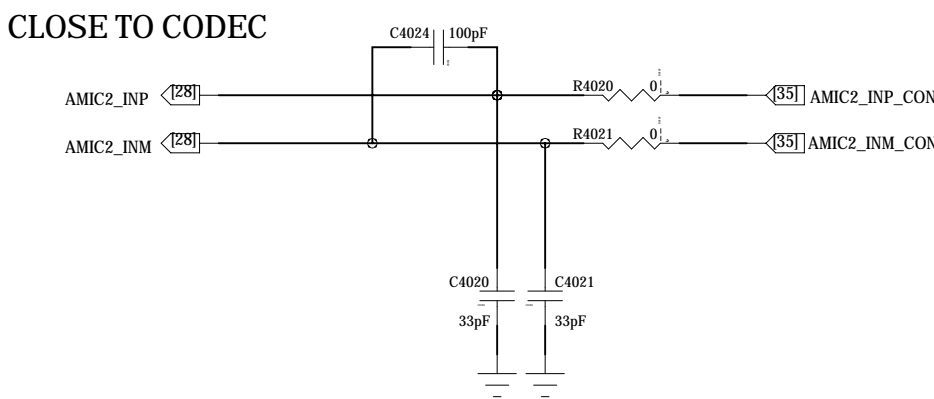 CLOSE TO CODEC
C4024 100pF
AMIC2_INP [28] R4020 0 [35] AMIC2_INP_CON
AMIC2_INM [28] R4021 0 [35] AMIC2_INM_CON
C4020 C4021
33pF 33pF